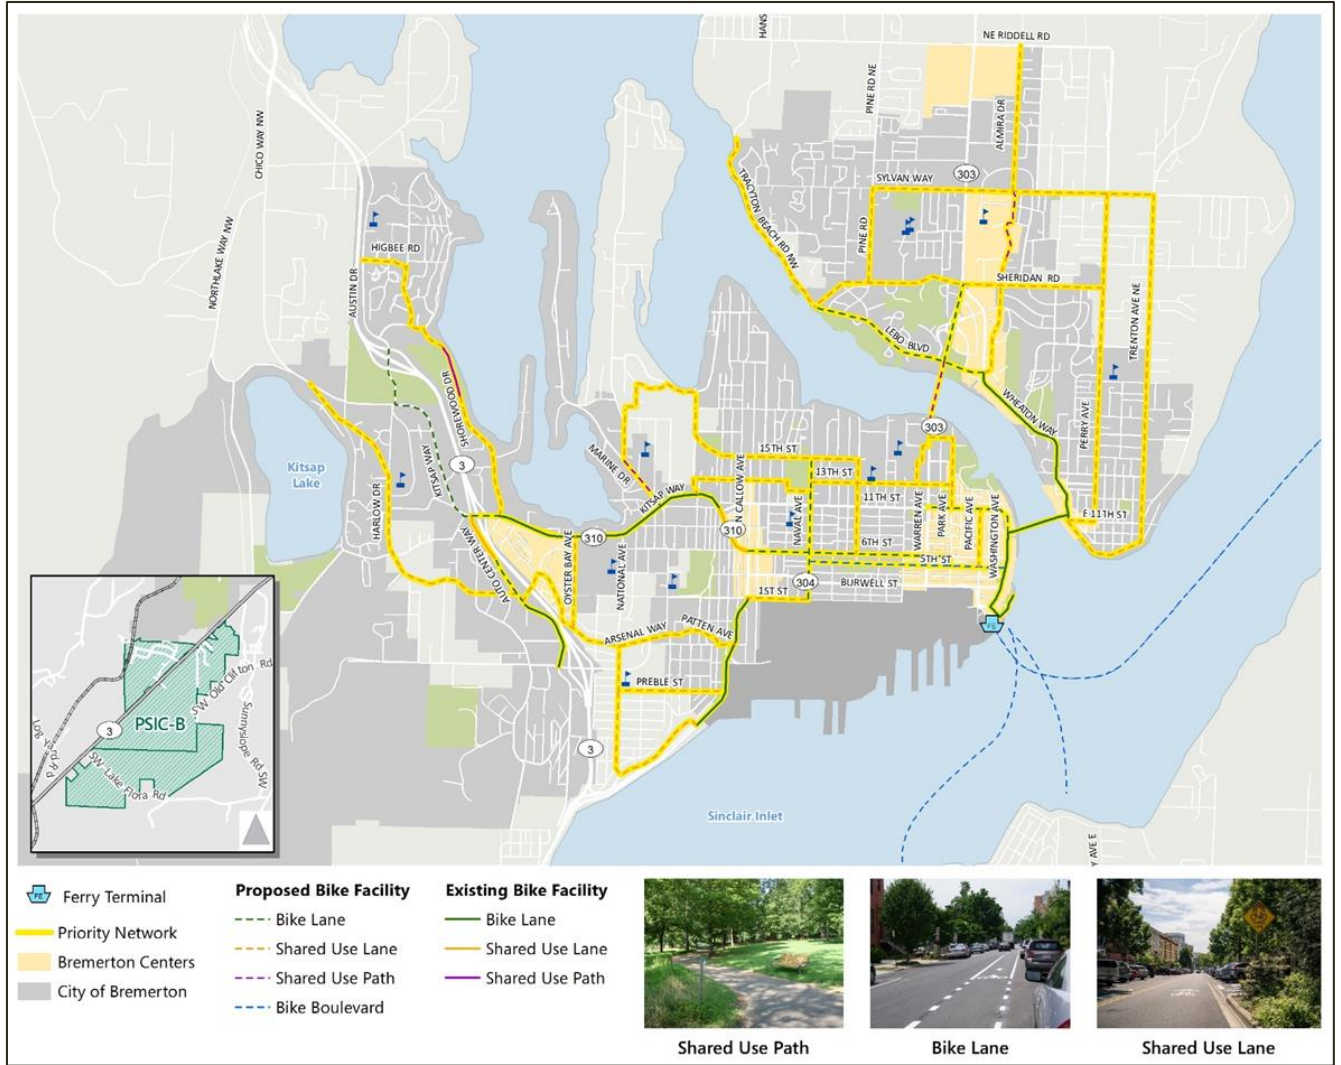 HANS
NE RIDDELL RD
PINE RD NE
ALMIRA DR
CHICO WAY NW
303
SYLVAN WAY
TRACYTON BEACH RD NW
NORTHLAKE WAY NW
PINE RD
HIGBEE RD
AUSTIN DR
SHERIDAN RD
TRENTON AVE NE
LEBO BLVD
SHOREWOOD DR
WHEATON WAY
PERRY AVE
303
15TH ST
13TH ST
11TH ST
MARINE DR
N CALLOW AVE
NAVAL AVE
WARREN AVE
PARK AVE
PACIFIC AVE
WASHINGTON AVE
E 11TH ST
Kitsap
Lake
3
KITSAP WAY
KITSAP WAY
HARLOW DR
310
310
6TH ST
5TH ST
AUTO CENTER WAY
OYSTER BAY AVE
NATIONAL AVE
304
BURWELL ST
1ST ST
ARSENAL WAY
PATTEN AVE
FE
PREBLE ST
3
Sinclair Inlet
Y AVE E
SW Old Clifton Rd
PSIC-B
3
Sunnyslope Rd SW
SW Lake Flora Rd
FE
Ferry Terminal
Priority Network
Bremerton Centers
City of Bremerton
Proposed Bike Facility
Bike Lane
Shared Use Lane
Shared Use Path
Bike Boulevard
Existing Bike Facility
Bike Lane
Shared Use Lane
Shared Use Path
Shared Use Path
Bike Lane
Shared Use Lane